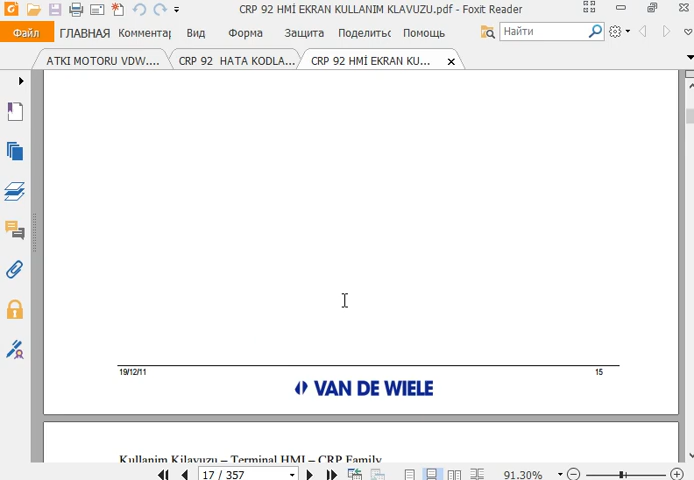 CRP 92 HMİ EKRAN KULLANIM KLAVUZU.pdf - Foxit Reader
Файл ГЛАВНАЯ Комментар Вид Форма Защита Поделитьс Помощь Найти
ATKI MOTORU VDW.... CRP 92 HATA KODLA... CRP 92 HMİ EKRAN KU...
19/12/11 15
VAN DE WIELE
Kullanim Kilavuzu – Terminal HMI – CRP Family
17 / 357 91.30%